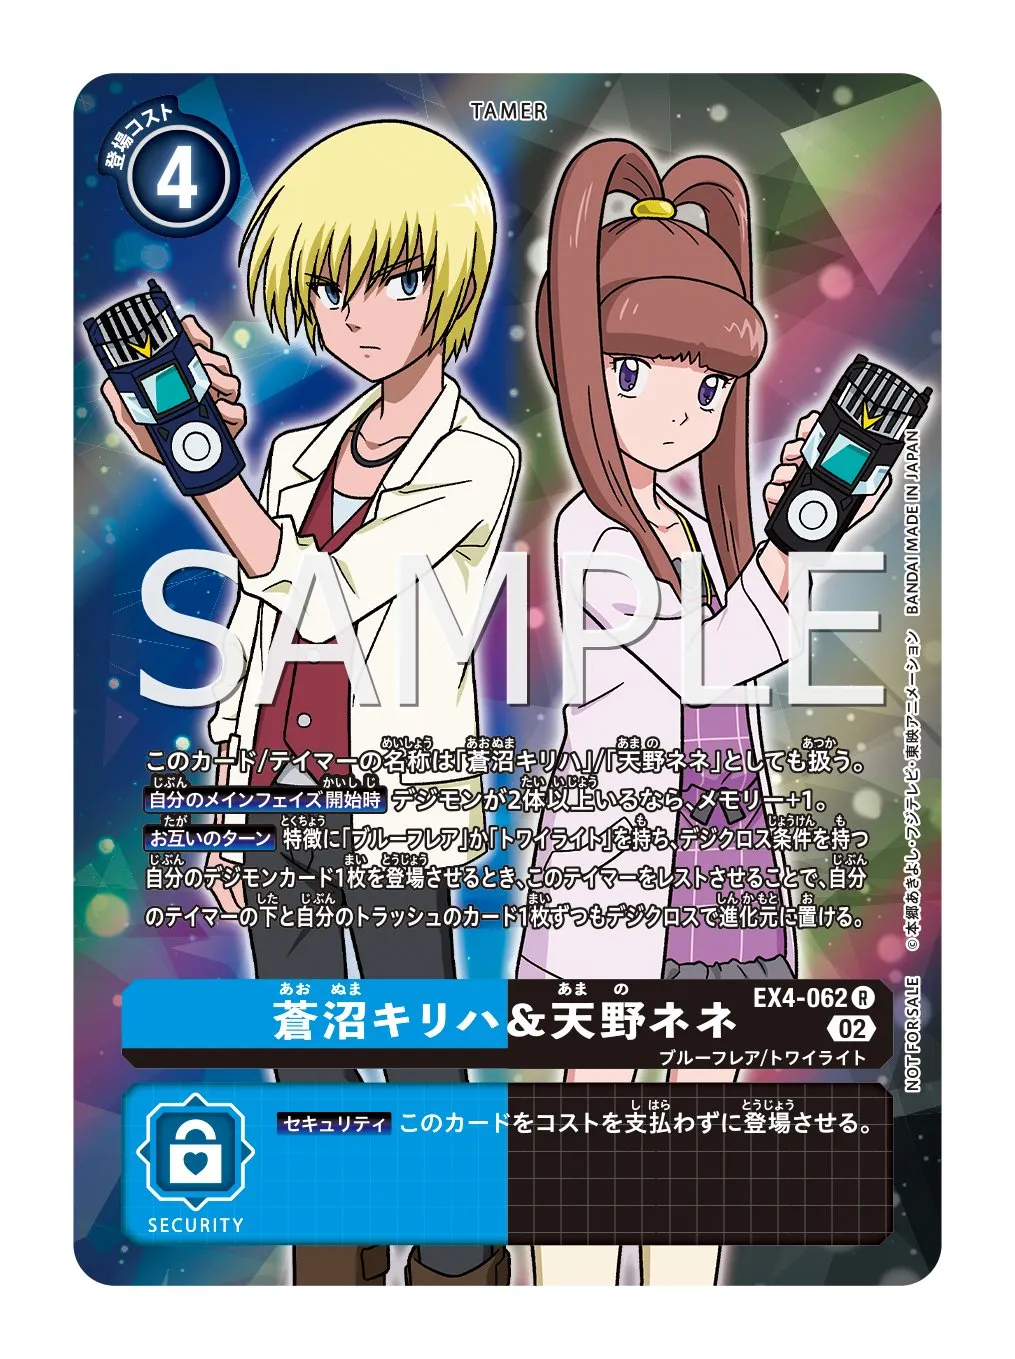 TAMER
登場コスト
4
SAMPLE
このカード/テイマーの名称は「蒼沼キリハ」/「天野ネネ」としても扱う。
自分のメインフェイズ開始時 デジモンが2体以上いるなら、メモリー+1。
お互いのターン 特徴に「ブルーフレア」か「トワイライト」を持ち、デジクロス条件を持つ
自分のデジモンカード1枚を登場させるとき、このテイマーをレストさせることで、自分
のテイマーの下と自分のトラッシュのカード1枚ずつもデジクロスで進化元に置ける。
蒼沼キリハ&天野ネネ
EX4-062 R
02
ブルーフレア/トワイライト
セキュリティ このカードをコストを支払わずに登場させる。
SECURITY
©本郷あきよし・フジテレビ・東映アニメーション BANDAI MADE IN JAPAN
NOT FOR SALE